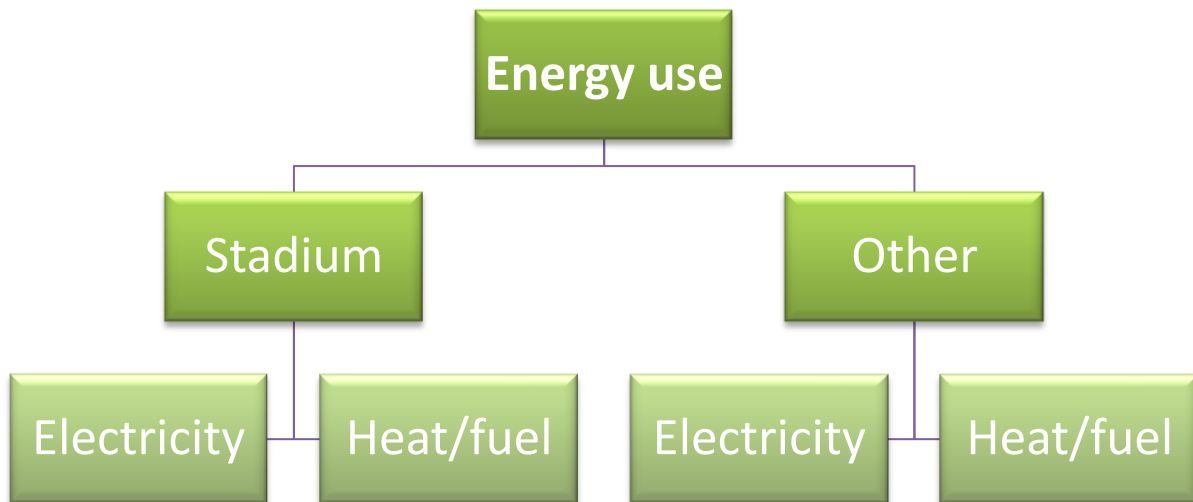 Energy use
Stadium
Other
Electricity
Heat/fuel
Electricity
Heat/fuel